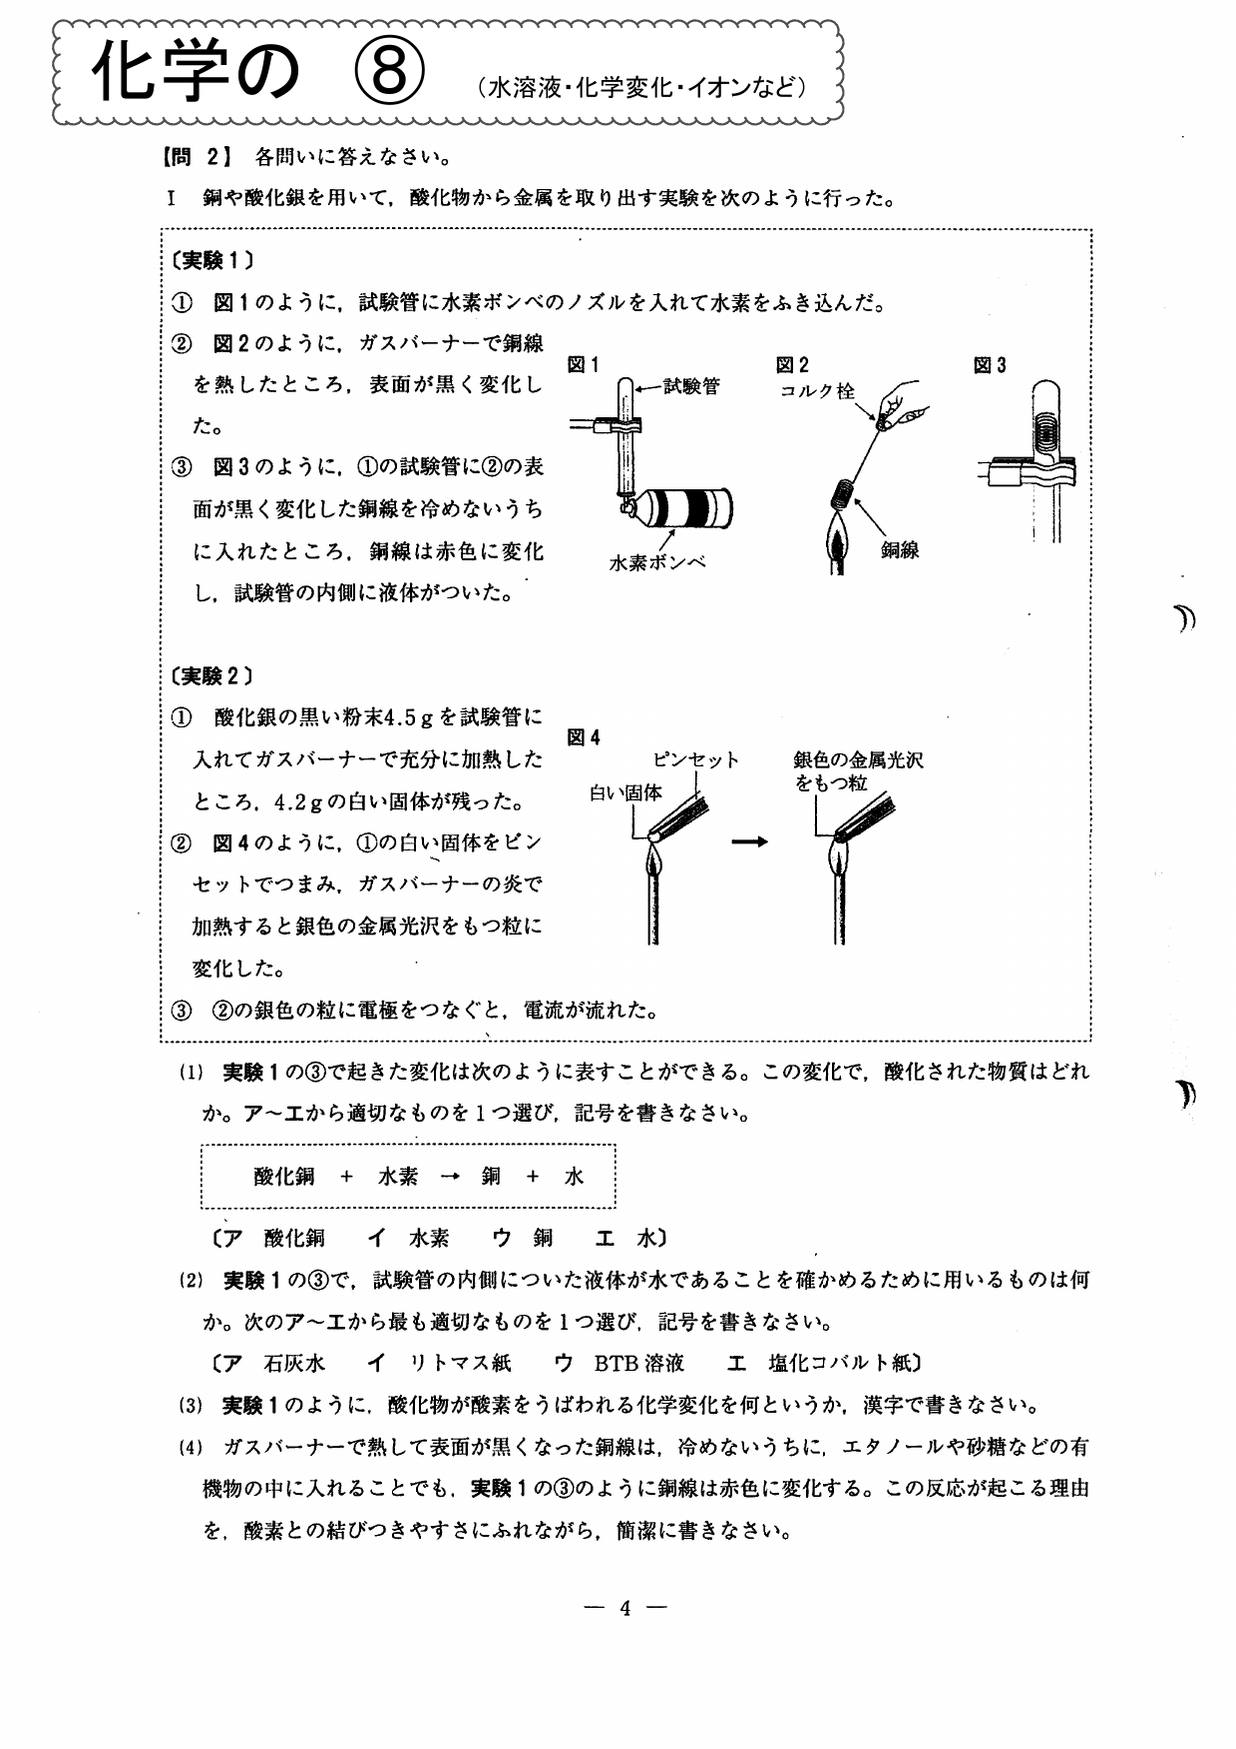 化学の ⑧ （水溶液・化学変化・イオンなど）
【問 2】 各問いに答えなさい。
Ⅰ 銅や酸化銀を用いて，酸化物から金属を取り出す実験を次のように行った。
〔実験1〕
① 図1のように，試験管に水素ボンベのノズルを入れて水素をふき込んだ。
② 図2のように，ガスバーナーで銅線
を熱したところ，表面が黒く変化し
た。
③ 図3のように，①の試験管に②の表
面が黒く変化した銅線を冷めないうち
に入れたところ，銅線は赤色に変化
し，試験管の内側に液体がついた。
図1
試験管
水素ボンベ
図2
コルク栓
銅線
図3
〔実験2〕
① 酸化銀の黒い粉末4.5gを試験管に
入れてガスバーナーで充分に加熱した
ところ，4.2gの白い固体が残った。
② 図4のように，①の白い固体をピン
セットでつまみ，ガスバーナーの炎で
加熱すると銀色の金属光沢をもつ粒に
変化した。
③ ②の銀色の粒に電極をつなぐと，電流が流れた。
図4
ピンセット
白い固体
銀色の金属光沢
をもつ粒
(1) 実験1の③で起きた変化は次のように表すことができる。この変化で，酸化された物質はどれ
か。ア～エから適切なものを1つ選び，記号を書きなさい。
酸化銅 ＋ 水素 → 銅 ＋ 水
〔ア 酸化銅 イ 水素 ウ 銅 エ 水〕
(2) 実験1の③で，試験管の内側についた液体が水であることを確かめるために用いるものは何
か。次のア～エから最も適切なものを1つ選び，記号を書きなさい。
〔ア 石灰水 イ リトマス紙 ウ BTB溶液 エ 塩化コバルト紙〕
(3) 実験1のように，酸化物が酸素をうばわれる化学変化を何というか，漢字で書きなさい。
(4) ガスバーナーで熱して表面が黒くなった銅線は，冷めないうちに，エタノールや砂糖などの有
機物の中に入れることでも，実験1の③のように銅線は赤色に変化する。この反応が起こる理由
を，酸素との結びつきやすさにふれながら，簡潔に書きなさい。
— 4 —